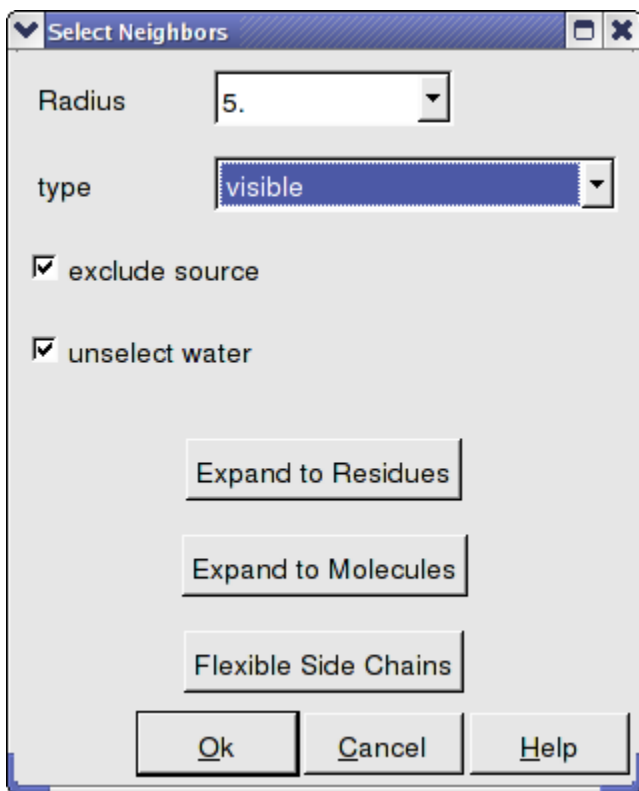 Select Neighbors
Radius 5.
type visible
exclude source
unselect water
Expand to Residues
Expand to Molecules
Flexible Side Chains
Ok Cancel Help